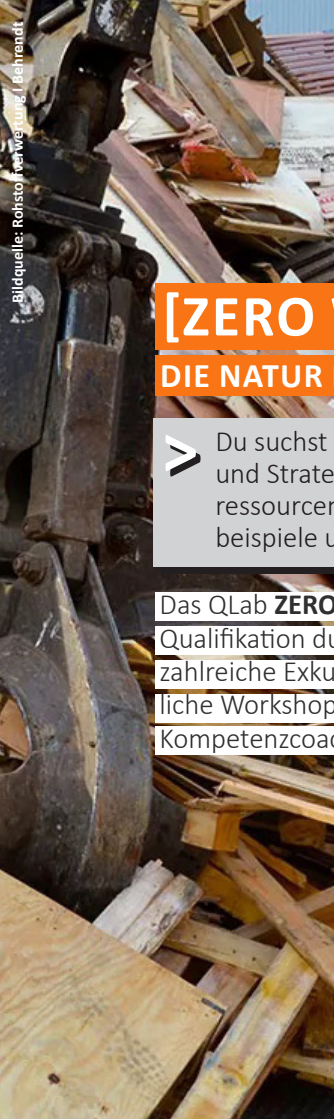 Bildquelle: Rohstoffverwertung | Behrendt
[ZERO
DIE NATUR
>
Du suchst
und Strate
ressourcen
beispiele u
Das QLab ZERO
Qualifikation du
zahlreiche Exku
liche Workshop
Kompetenzcoac